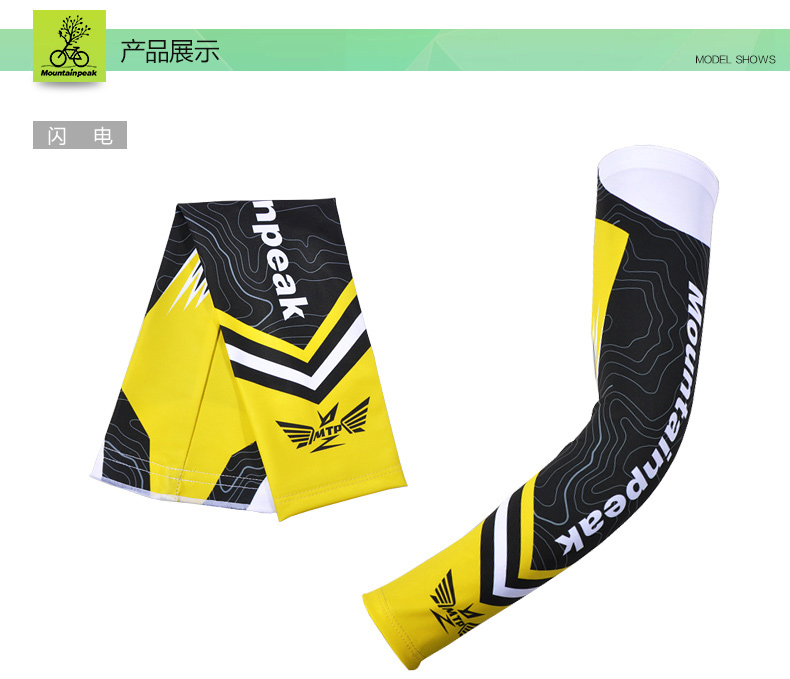 Mountainpeak
产品展示
MODEL SHOWS
闪 电
npeak
MTP
Mountainpeak
MTP